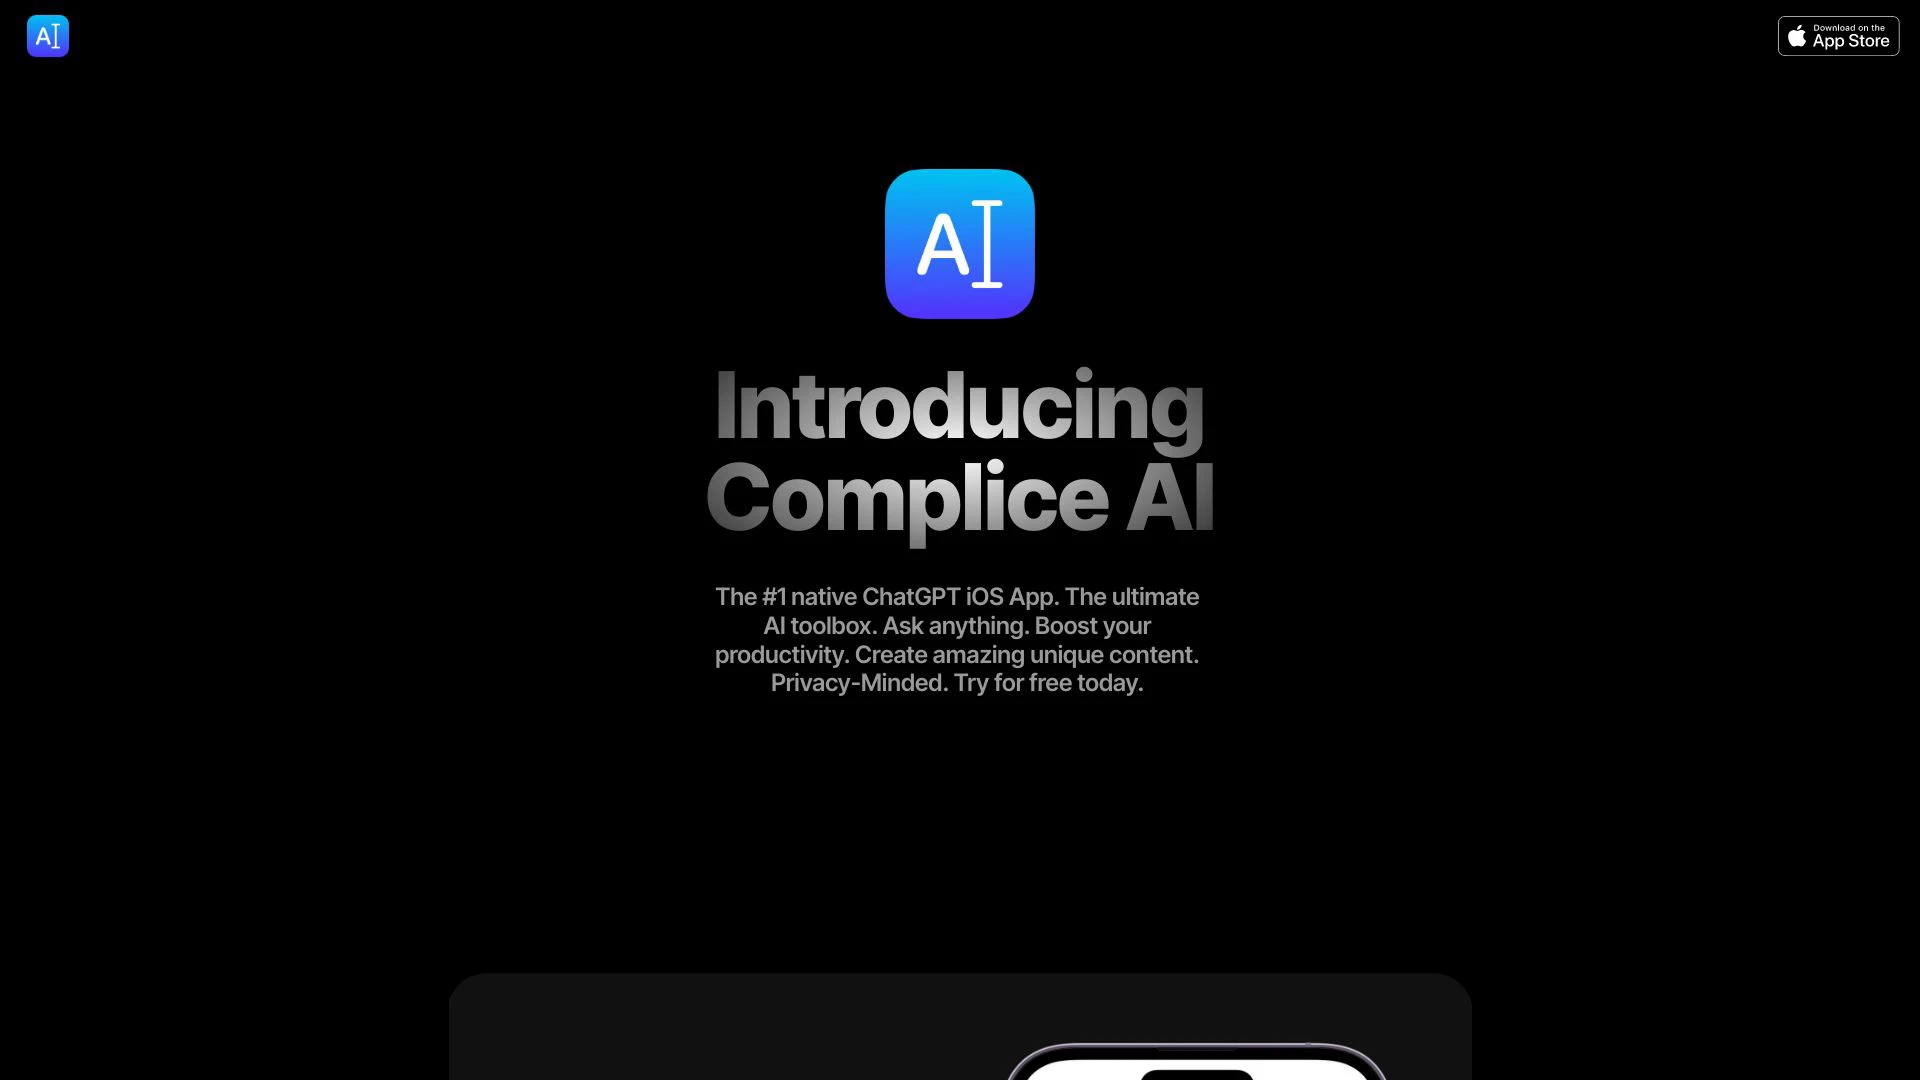 AI
Download on the
App Store
AI
Introducing
Complice AI
The #1 native ChatGPT iOS App. The ultimate
AI toolbox. Ask anything. Boost your
productivity. Create amazing unique content.
Privacy-Minded. Try for free today.